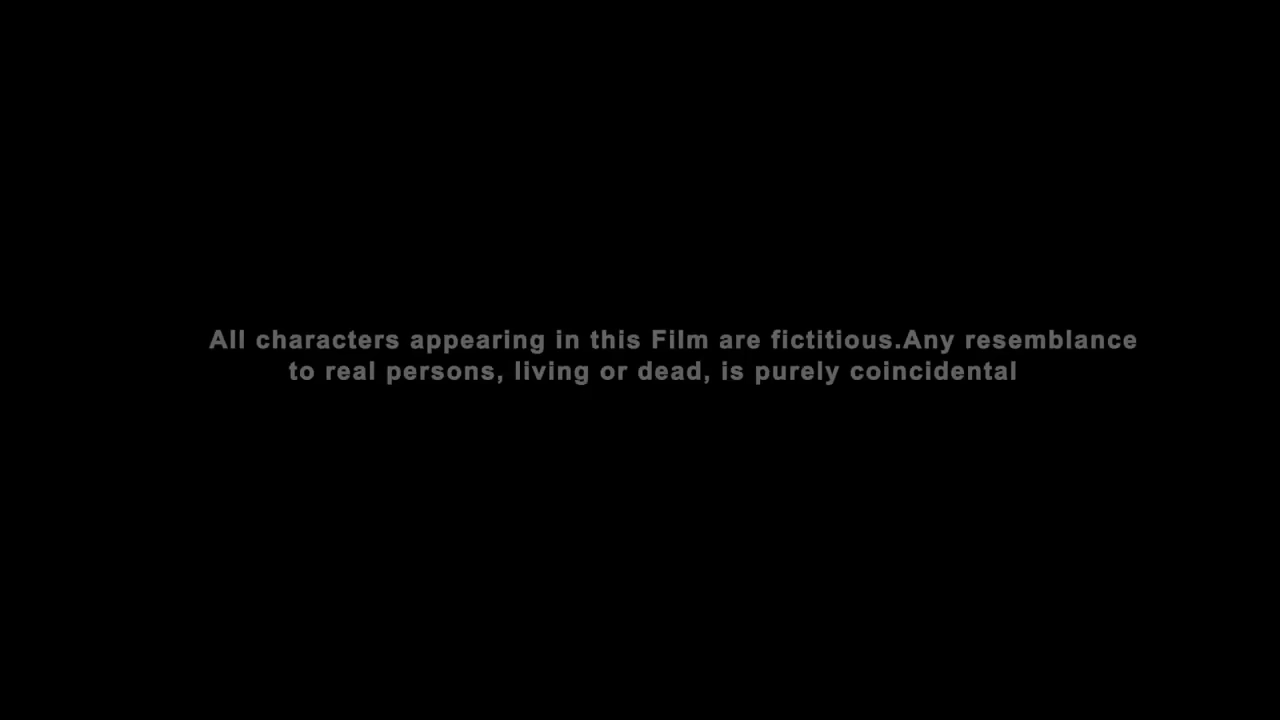 All characters appearing in this Film are fictitious.Any resemblance
to real persons, living or dead, is purely coincidental